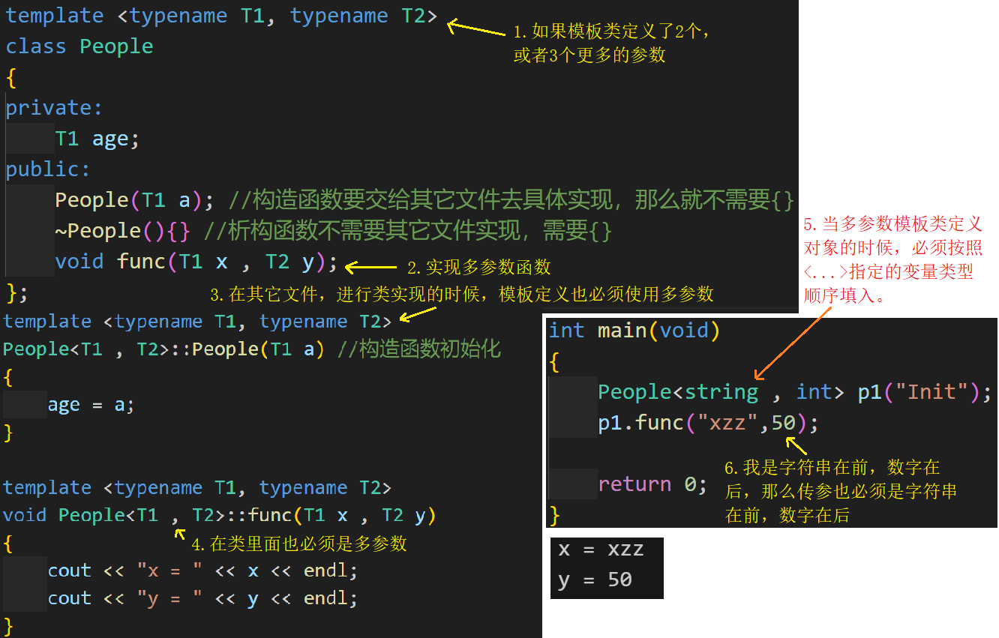 template <typename T1, typename T2>
1.如果模板类定义了2个，
或者3个更多的参数
class People
{
private:
T1 age;
public:
People(T1 a); //构造函数要交给其它文件去具体实现，那么就不需要{}
~People(){} //析构函数不需要其它文件实现，需要{}
void func(T1 x , T2 y);
2.实现多参数函数
};
3.在其它文件，进行类实现的时候，模板定义也必须使用多参数
template <typename T1, typename T2>
People<T1 , T2>::People(T1 a) //构造函数初始化
{
age = a;
}
template <typename T1, typename T2>
void People<T1 , T2>::func(T1 x , T2 y)
{
4.在类里面也必须是多参数
cout << "x = " << x << endl;
cout << "y = " << y << endl;
}
5.当多参数模板类定义
对象的时候，必须按照
<...>指定的变量类型
顺序填入。
int main(void)
{
People<string , int> p1("Init");
p1.func("xzz",50);
6.我是字符串在前，数字在
后，那么传参也必须是字符串
在前，数字在后
return 0;
}
x = xzz
y = 50